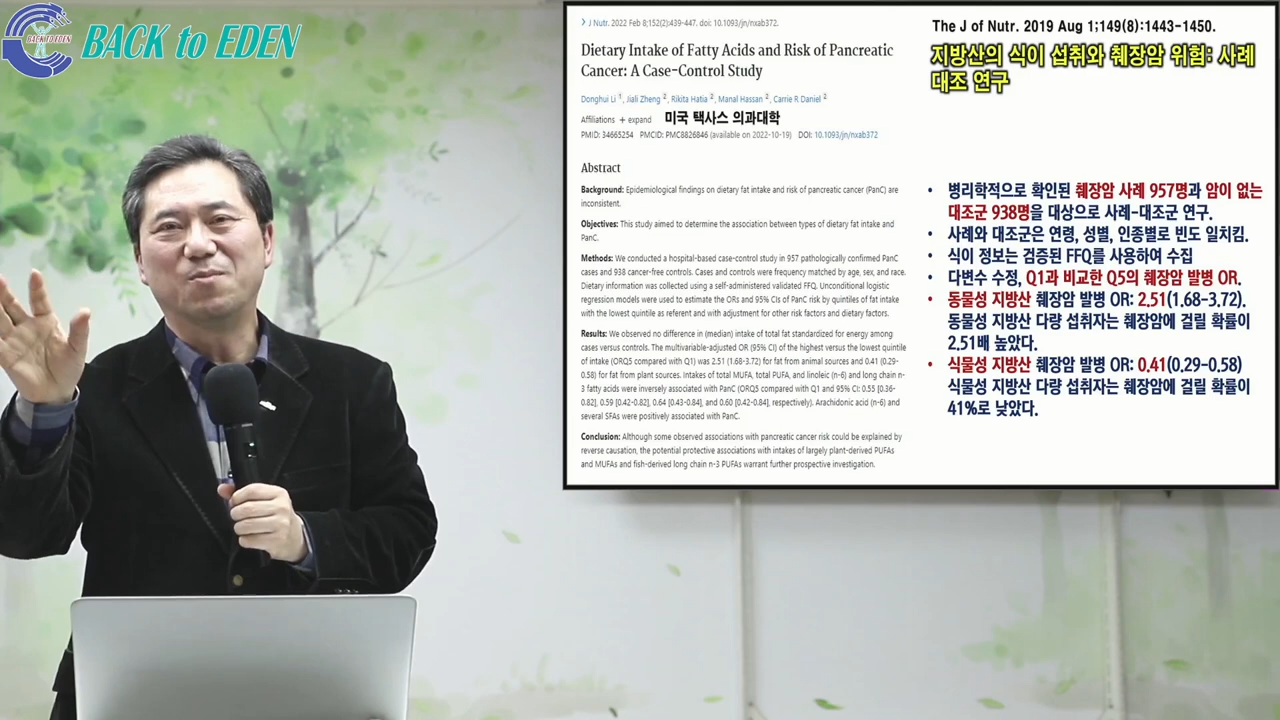 BACK to EDEN
BACK to EDEN
J Nutr. 2022 Feb 8;152(2):439-447. doi: 10.1093/jn/nxab372.
Dietary Intake of Fatty Acids and Risk of Pancreatic
Cancer: A Case-Control Study
Donghui Li 1, Jiali Zheng 2, Rikita Hatia 2, Manal Hassan 2, Carrie R Daniel 2
Affiliations + expand 미국 택사스 의과대학
PMID: 34665254 PMCID: PMC8826846 (available on 2022-10-19) DOI: 10.1093/jn/nxab372
Abstract
Background: Epidemiological findings on dietary fat intake and risk of pancreatic cancer (PanC) are
inconsistent.
Objectives: This study aimed to determine the association between types of dietary fat intake and
PanC.
Methods: We conducted a hospital-based case-control study in 957 pathologically confirmed PanC
cases and 938 cancer-free controls. Cases and controls were frequency matched by age, sex, and race.
Dietary information was collected using a self-administered validated FFQ. Unconditional logistic
regression models were used to estimate the ORs and 95% CIs of PanC risk by quintiles of fat intake
with the lowest quintile as referent and with adjustment for other risk factors and dietary factors.
Results: We observed no difference in (median) intake of total fat standardized for energy among
cases versus controls. The multivariable-adjusted OR (95% CI) of the highest versus the lowest quintile
of intake (ORQ5 compared with Q1) was 2.51 (1.68-3.72) for fat from animal sources and 0.41 (0.29-
0.58) for fat from plant sources. Intakes of total MUFA, total PUFA, and linoleic (n-6) and long chain n-
3 fatty acids were inversely associated with PanC (ORQ5 compared with Q1 and 95% CI: 0.55 [0.36-
0.82], 0.59 [0.42-0.82], 0.64 [0.43-0.84], and 0.60 [0.42-0.84], respectively). Arachidonic acid (n-6) and
several SFAs were positively associated with PanC.
Conclusion: Although some observed associations with pancreatic cancer risk could be explained by
reverse causation, the potential protective associations with intakes of largely plant-derived PUFAs
and MUFAs and fish-derived long chain n-3 PUFAs warrant further prospective investigation.
The J of Nutr. 2019 Aug 1;149(8):1443-1450.
지방산의 식이 섭취와 췌장암 위험: 사례
대조 연구
• 병리학적으로 확인된 췌장암 사례 957명과 암이 없는
대조군 938명을 대상으로 사례-대조군 연구.
• 사례와 대조군은 연령, 성별, 인종별로 빈도 일치킴.
• 식이 정보는 검증된 FFQ를 사용하여 수집
• 다변수 수정, Q1과 비교한 Q5의 췌장암 발병 OR.
• 동물성 지방산 췌장암 발병 OR: 2.51(1.68-3.72).
동물성 지방산 다량 섭취자는 췌장암에 걸릴 확률이
2.51배 높았다.
• 식물성 지방산 췌장암 발병 OR: 0.41(0.29-0.58)
식물성 지방산 다량 섭취자는 췌장암에 걸릴 확률이
41%로 낮았다.